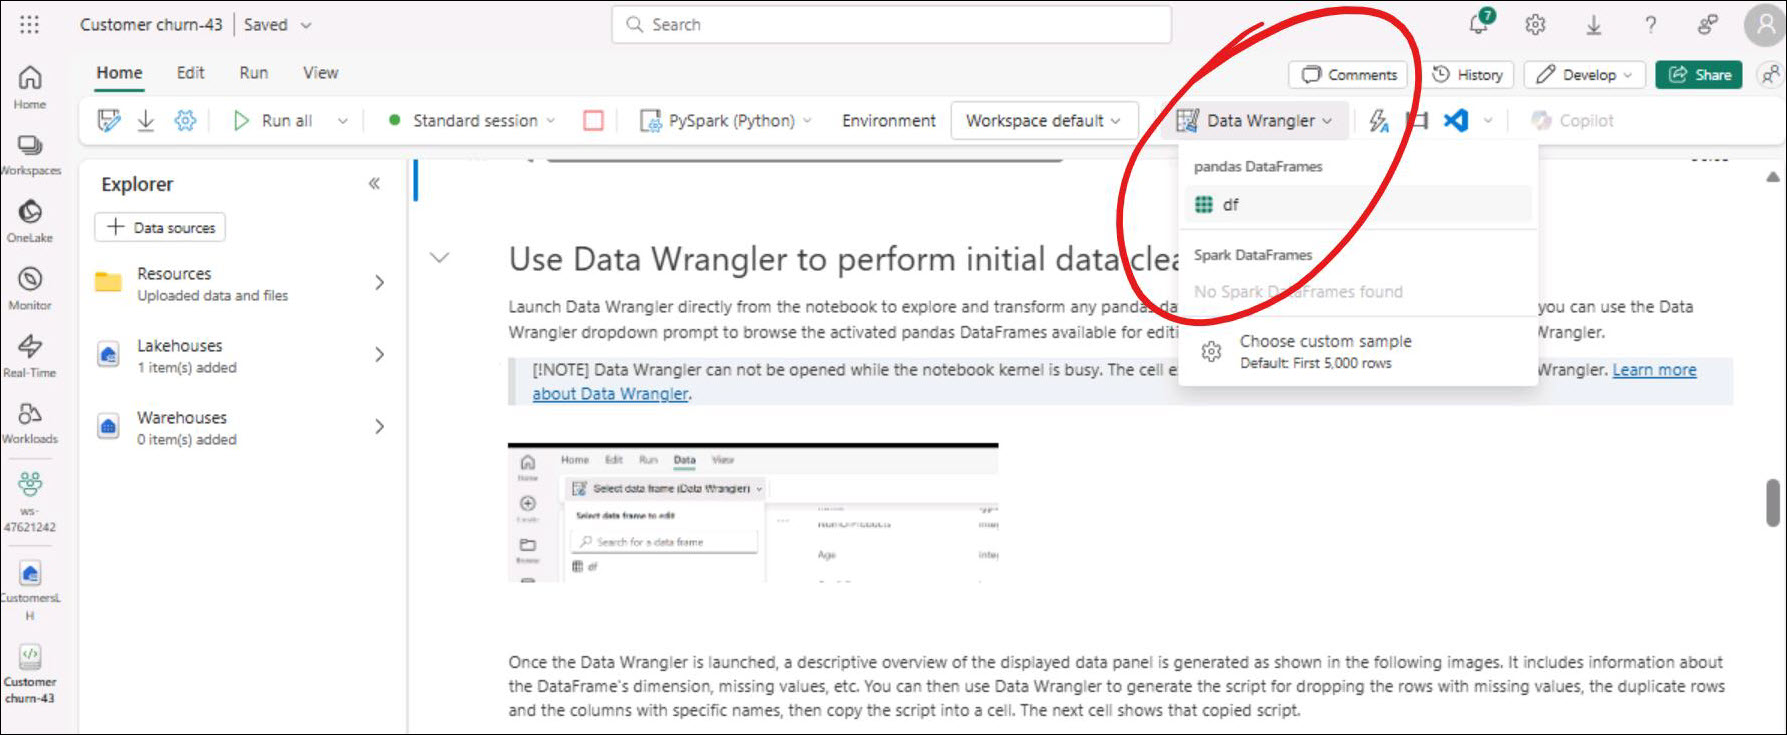 Customer churn-43
Saved
Search
7
Home
Edit
Run
View
Comments
History
Develop
Share
Run all
Standard session
PySpark (Python)
Environment
Workspace default
Data Wrangler
Copilot
Home
Workspaces
OneLake
Monitor
Real-Time
Workloads
ws-
47621242
CustomersL
H
Customer
churn-43
Explorer
Data sources
Resources
Uploaded data and files
Lakehouses
1 item(s) added
Warehouses
0 item(s) added
pandas DataFrames
df
Spark DataFrames
No Spark DataFrames found
Choose custom sample
Default: First 5,000 rows
Use Data Wrangler to perform initial data clea
Launch Data Wrangler directly from the notebook to explore and transform any pandas da you can use the Data
Wrangler dropdown prompt to browse the activated pandas DataFrames available for editi Wrangler.
[!NOTE] Data Wrangler can not be opened while the notebook kernel is busy. The cell e Wrangler. Learn more
about Data Wrangler.
Home Edit Run Data View
Select data frame (Data Wrangler)
Select data frame to edit
Search for a data frame
df
Home
Create
Browse
NumOfProducts
Age
integ
Once the Data Wrangler is launched, a descriptive overview of the displayed data panel is generated as shown in the following images. It includes information about
the DataFrame's dimension, missing values, etc. You can then use Data Wrangler to generate the script for dropping the rows with missing values, the duplicate rows
and the columns with specific names, then copy the script into a cell. The next cell shows that copied script.